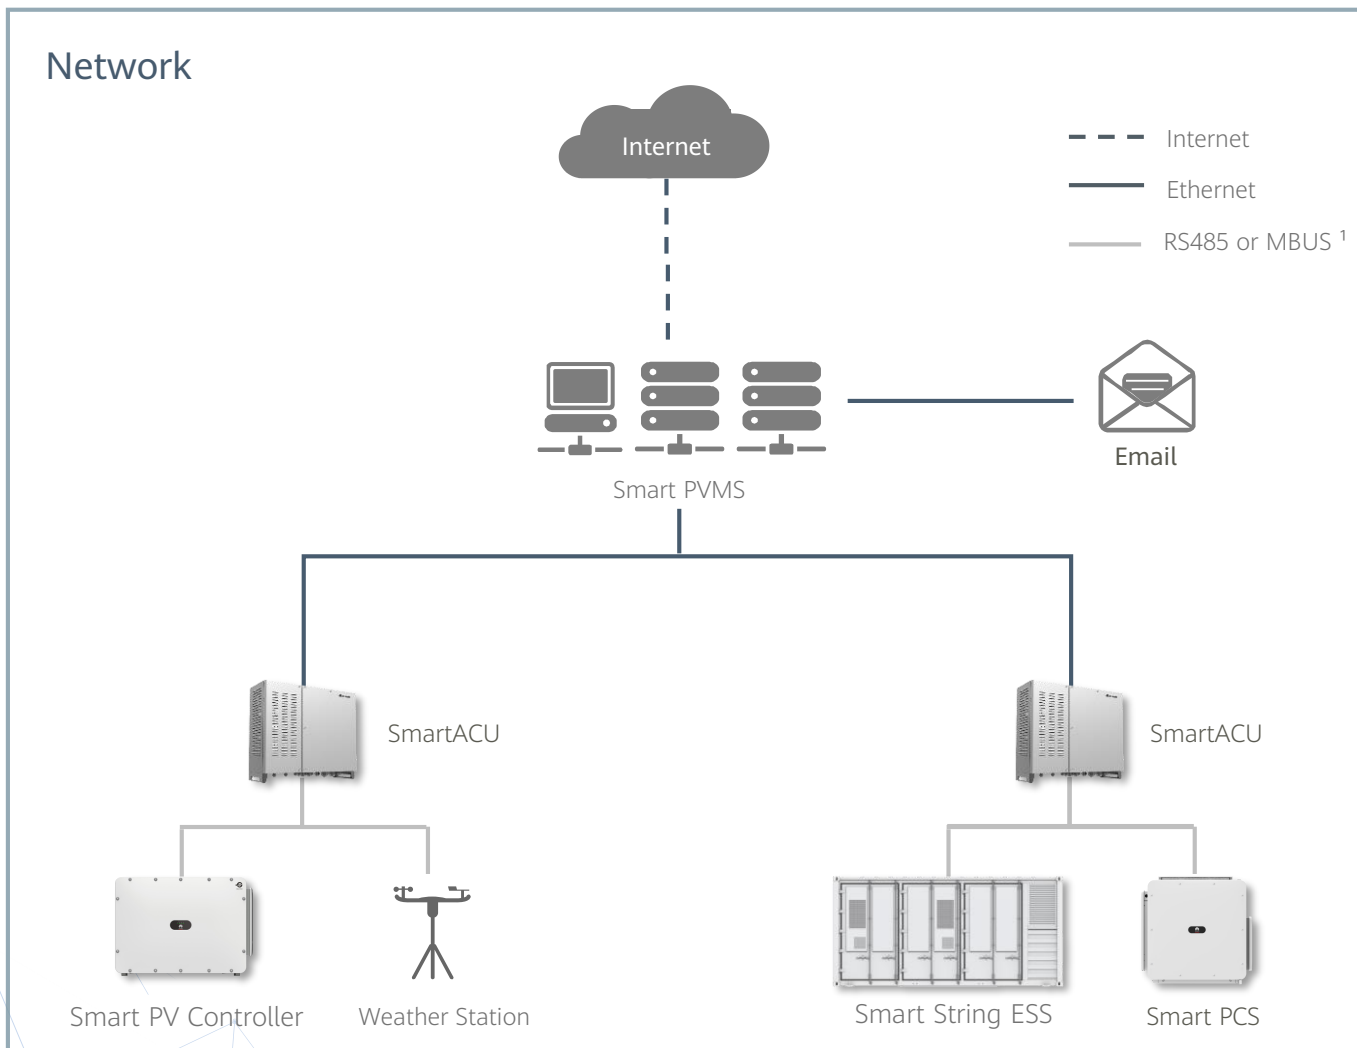 Network
Internet
Internet
Ethernet
RS485 or MBUS ¹
Email
Smart PVMS
SmartACU
SmartACU
Smart PV Controller
Weather Station
Smart String ESS
Smart PCS